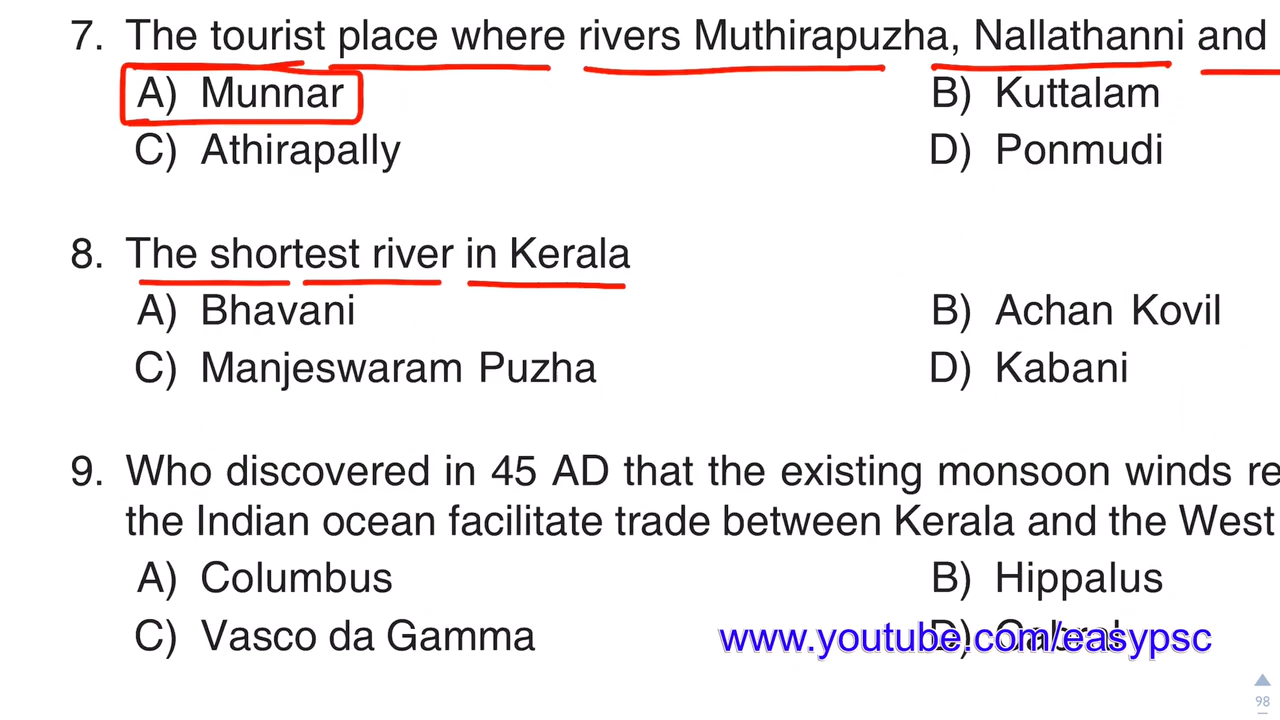 7. The tourist place where rivers Muthirapuzha, Nallathanni and
A) Munnar B) Kuttalam
C) Athirapally D) Ponmudi
8. The shortest river in Kerala
A) Bhavani B) Achan Kovil
C) Manjeswaram Puzha D) Kabani
9. Who discovered in 45 AD that the existing monsoon winds re
the Indian ocean facilitate trade between Kerala and the West
A) Columbus B) Hippalus
C) Vasco da Gamma D) Cabral
www.youtube.com/easypsc
98